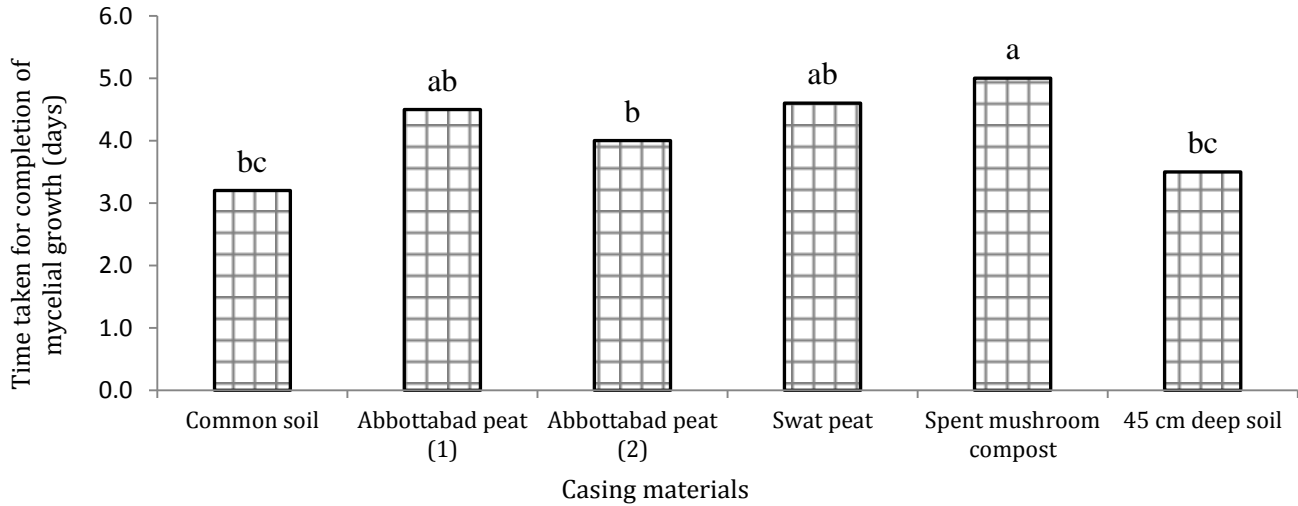 Time taken for completion of
mycelial growth (days)
6.0
5.0
4.0
3.0
2.0
1.0
0.0
bc
ab
b
ab
a
bc
Common soil
Abbottabad peat
(1)
Abbottabad peat
(2)
Swat peat
Spent mushroom
compost
45 cm deep soil
Casing materials